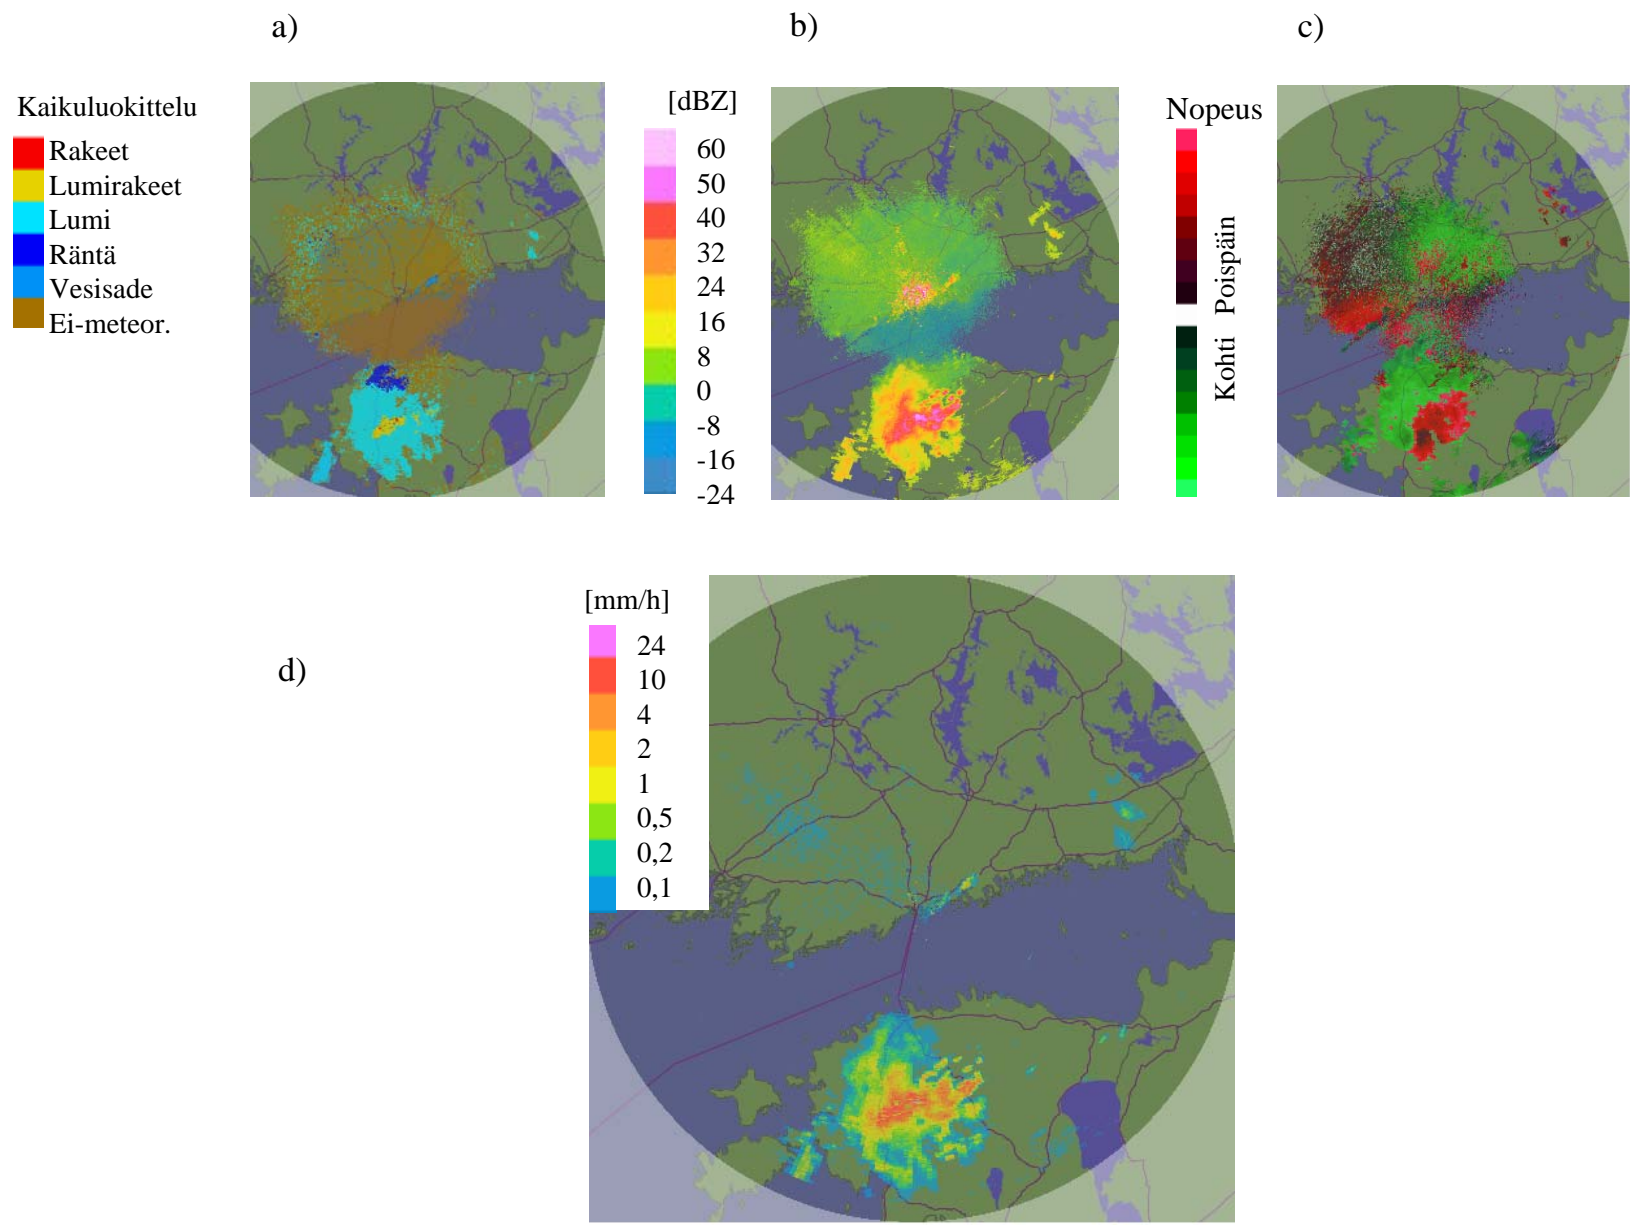 a)
b)
c)
Kaikuluokittelu
Rakeet
Lumirakeet
Lumi
Räntä
Vesisade
Ei-meteor.
[dBZ]
60
50
40
32
24
16
8
0
-8
-16
-24
Nopeus
Poispäin
Kohti
d)
[mm/h]
24
10
4
2
1
0,5
0,2
0,1